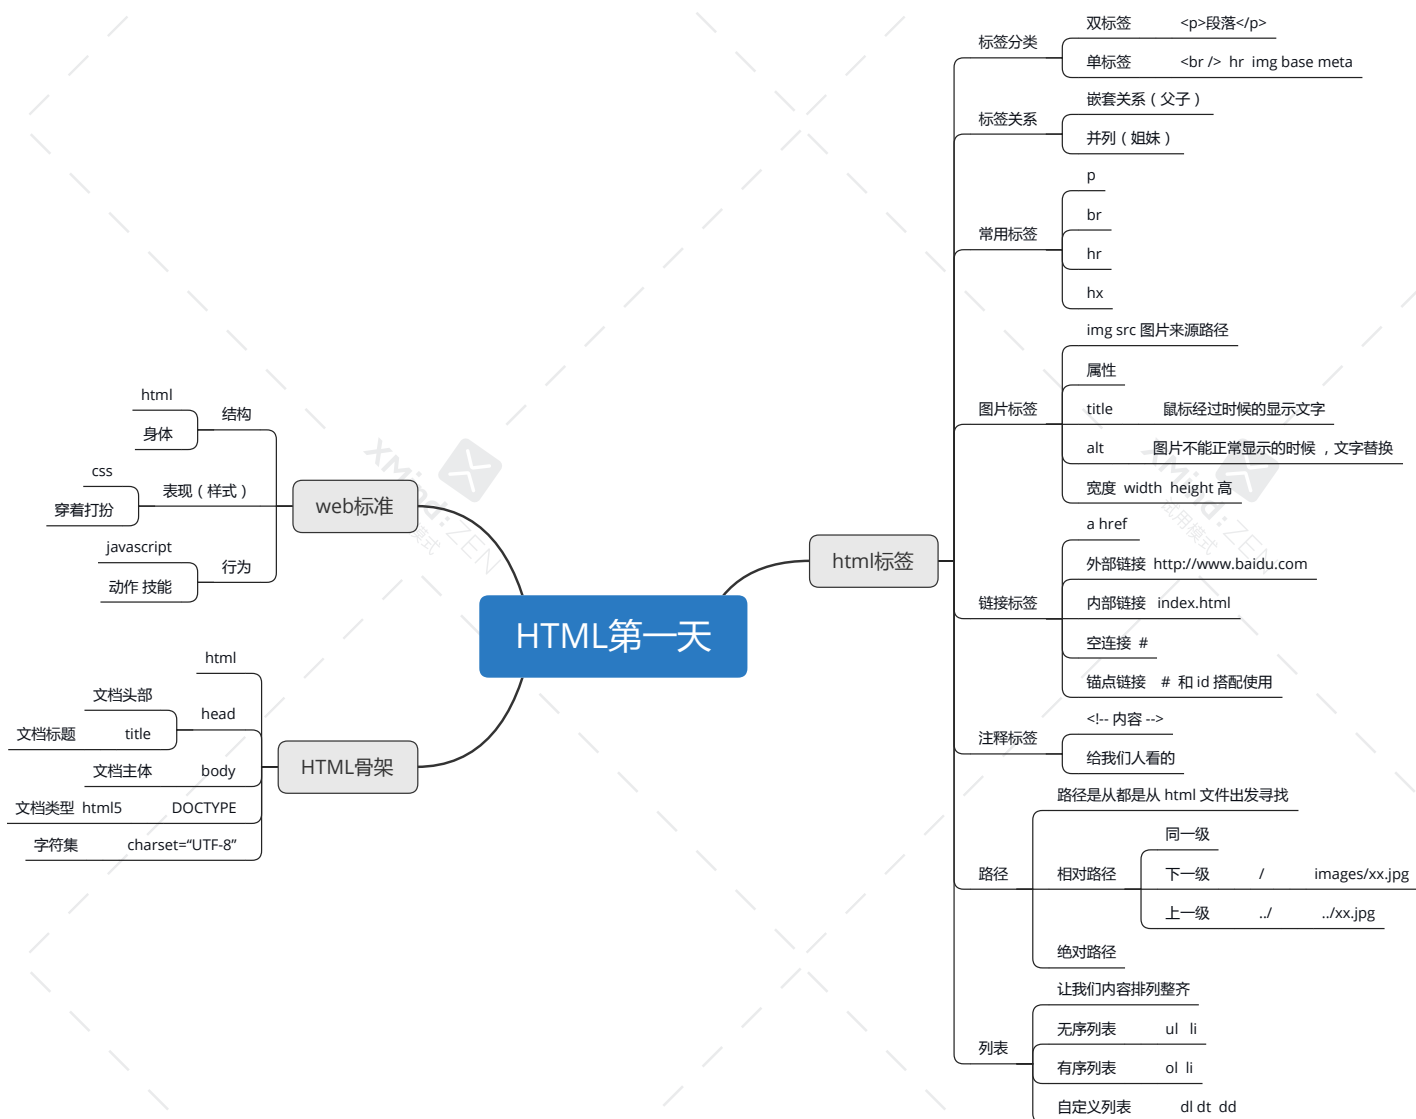 HTML第一天
web标准
结构
html
身体
表现（样式）
css
穿着打扮
行为
javascript
动作 技能
HTML骨架
html
head
文档头部
文档标题 title
文档主体 body
文档类型 html5 DOCTYPE
字符集 charset=“UTF-8”
html标签
标签分类
双标签 <p>段落</p>
单标签 <br /> hr img base meta
标签关系
嵌套关系（父子）
并列（姐妹）
常用标签
p
br
hr
hx
图片标签
img src 图片来源路径
属性
title 鼠标经过时候的显示文字
alt 图片不能正常显示的时候 ，文字替换
宽度 width height 高
链接标签
a href
外部链接 http://www.baidu.com
内部链接 index.html
空连接 #
锚点链接 # 和 id 搭配使用
注释标签
<!-- 内容 -->
给我们人看的
路径
路径是从都是从 html 文件出发寻找
相对路径
同一级
下一级 / images/xx.jpg
上一级 ../ ../xx.jpg
绝对路径
列表
让我们内容排列整齐
无序列表 ul li
有序列表 ol li
自定义列表 dl dt dd
XMind:ZEN
试用模式
XMind:ZEN
试用模式